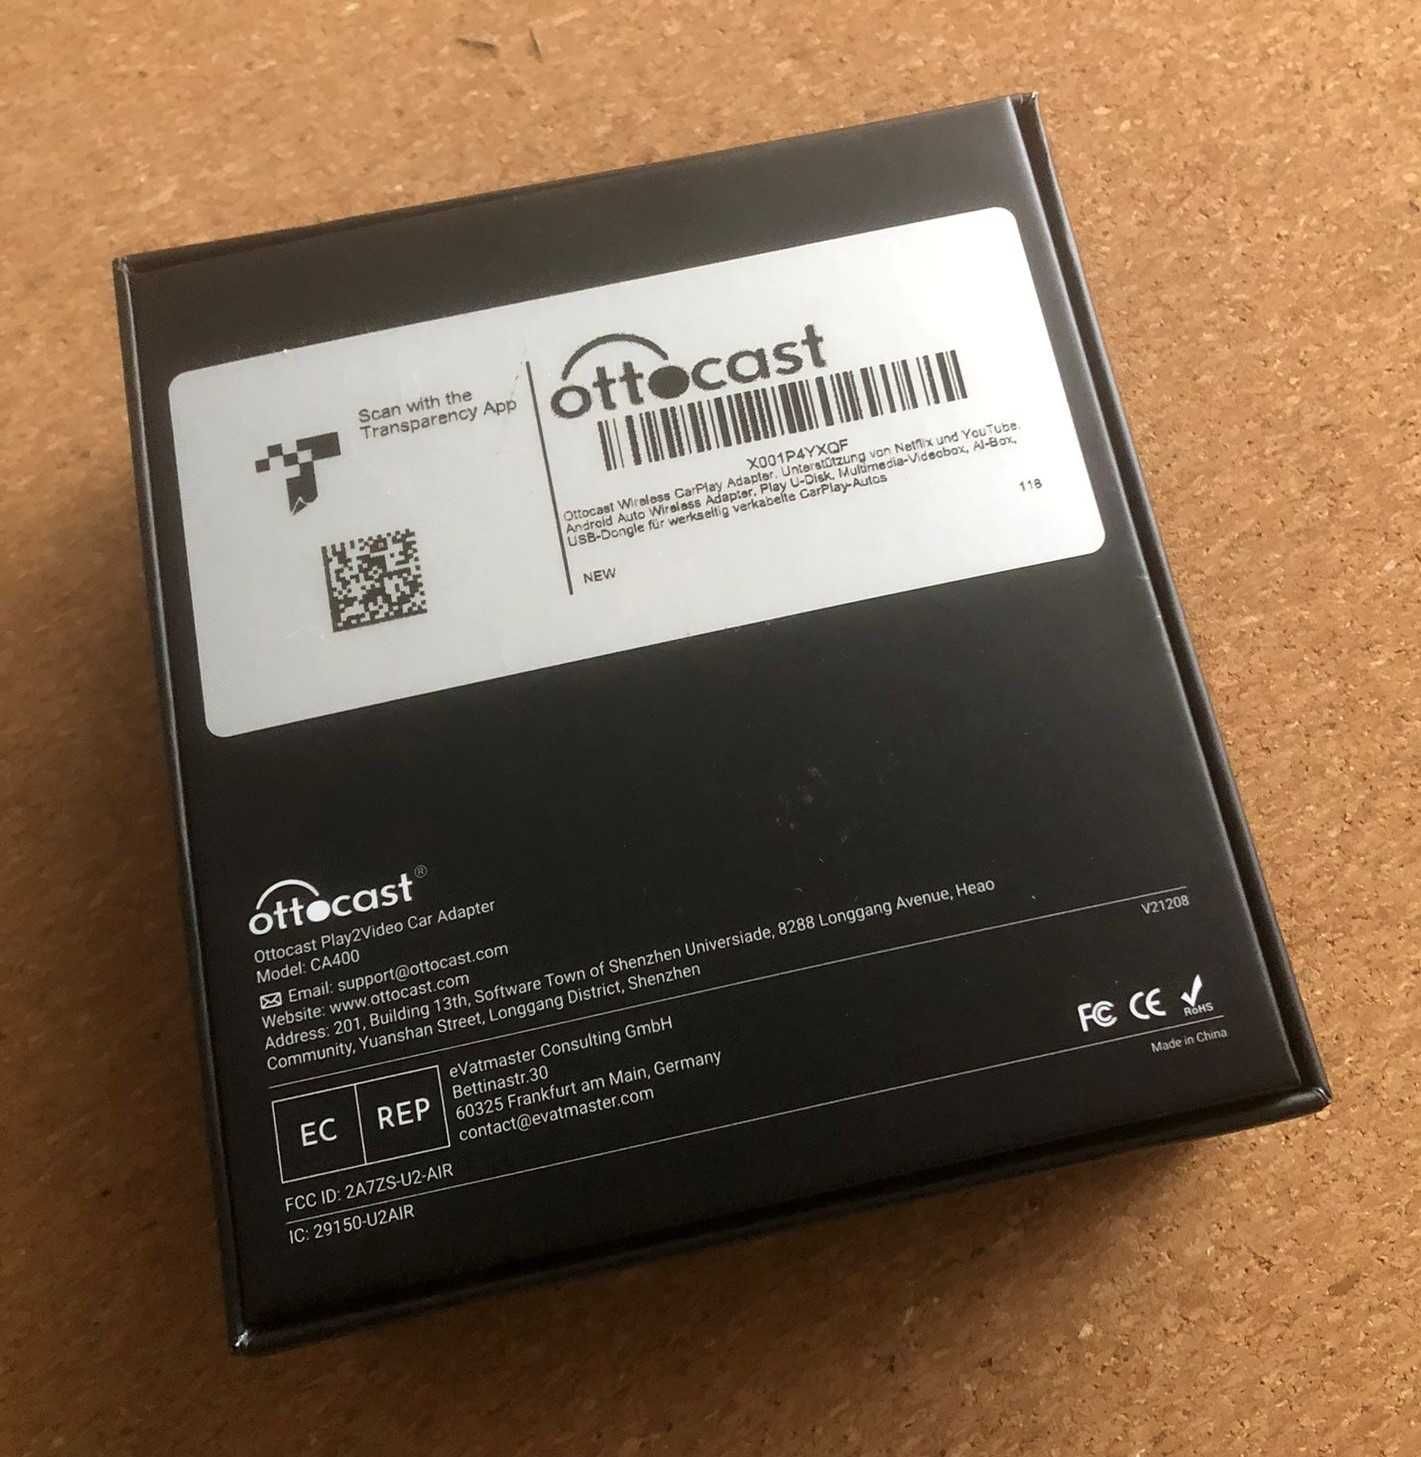 Scan with the
Transparency App
ottocast
X001P4YXQF
Ottocast Wireless CarPlay Adapter, Unterstützung von Netflix und YouTube,
Android Auto Wireless Adapter, Play U-Disk, Multimedia-Videobox, AI-Box,
USB-Dongle für werkseitig verkabelte CarPlay-Autos
118
NEW
ottocast®
Ottocast Play2Video Car Adapter
Model: CA400
Email: support@ottocast.com
Website: www.ottocast.com
Address: 201, Building 13th, Software Town of Shenzhen Universiade, 8288 Longgang Avenue, Heao
Community, Yuanshan Street, Longgang District, Shenzhen
V21208
EC REP
eVatmaster Consulting GmbH
Bettinastr.30
60325 Frankfurt am Main, Germany
contact@evatmaster.com
FC CE RoHS
Made in China
FCC ID: 2A7ZS-U2-AIR
IC: 29150-U2AIR